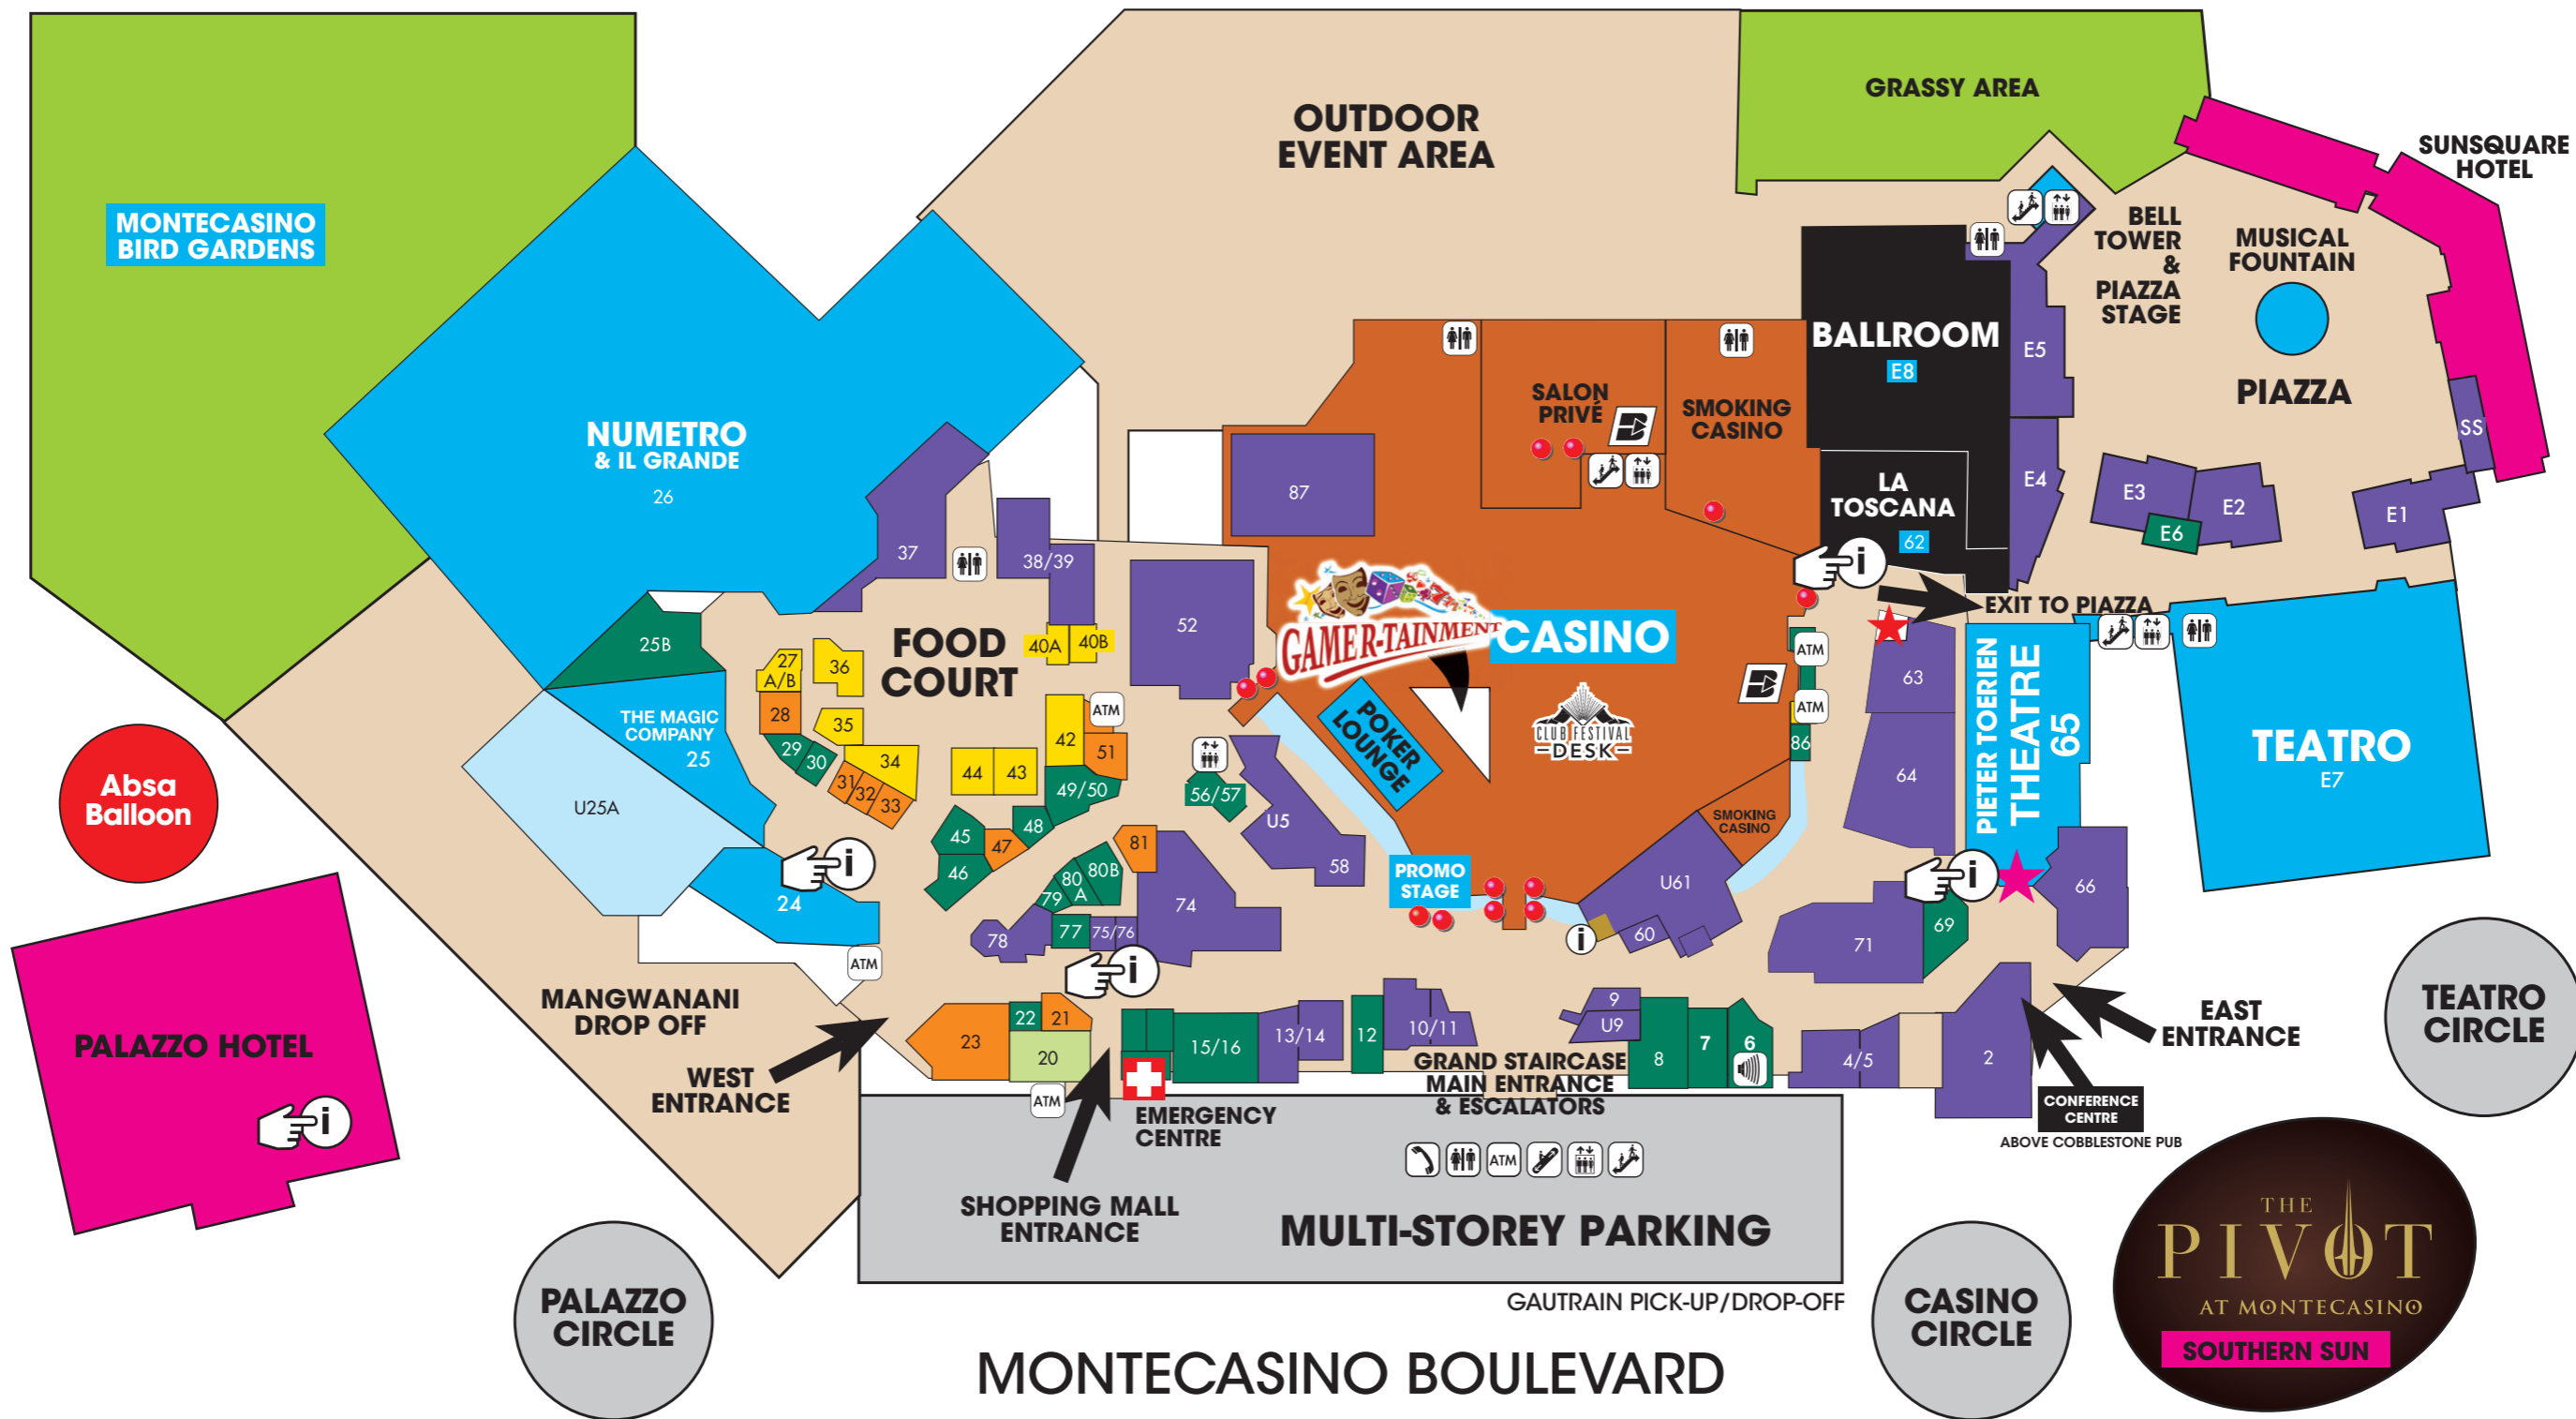 MONTECASINO
BIRD GARDENS
OUTDOOR
EVENT AREA
GRASSY AREA
SUNSQUARE
HOTEL
BELL
TOWER
&
PIAZZA
STAGE
MUSICAL
FOUNTAIN
PIAZZA
BALLROOM
E8
E5
E4
SS
E3
E2
E6
E1
NUMETRO
& IL GRANDE
26
SALON
PRIVÉ
SMOKING
CASINO
LA
TOSCANA
62
i
EXIT TO PIAZZA
87
37
38/39
52
FOOD
COURT
40A
40B
GAMER-TAINMENT
CASINO
ATM
ATM
63
PIETER TOERIEN
THEATRE
65
TEATRO
E7
25B
27
A/B
36
28
35
THE MAGIC
COMPANY
25
29
30
34
31
32
33
44
43
42
ATM
51
49/50
56/57
POKER
LOUNGE
CLUB FESTIVAL
DESK
86
64
Absa
Balloon
U25A
45
46
47
48
81
U5
58
SMOKING
CASINO
24
i
79
80
A
80B
74
PROMO
STAGE
U61
i
66
69
71
78
77
75/76
i
60
i
ATM
MANGWANANI
DROP OFF
PALAZZO HOTEL
i
WEST
ENTRANCE
23
22
21
20
ATM
15/16
13/14
12
10/11
9
U9
8
7
6
4/5
2
EAST
ENTRANCE
TEATRO
CIRCLE
GRAND STAIRCASE
MAIN ENTRANCE
& ESCALATORS
EMERGENCY
CENTRE
CONFERENCE
CENTRE
ABOVE COBBLESTONE PUB
ATM
SHOPPING MALL
ENTRANCE
MULTI-STOREY PARKING
GAUTRAIN PICK-UP/DROP-OFF
PALAZZO
CIRCLE
CASINO
CIRCLE
THE
PIVOT
AT MONTECASINO
SOUTHERN SUN
MONTECASINO BOULEVARD